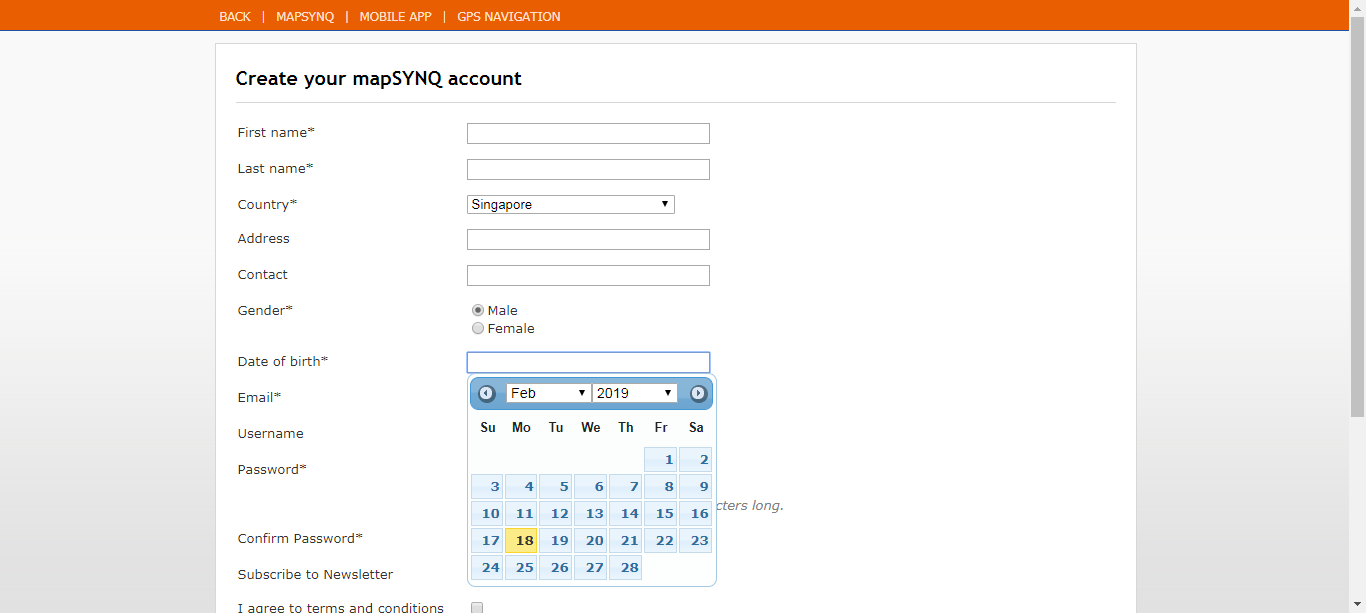 BACK | MAPSYNQ | MOBILE APP | GPS NAVIGATION
Create your mapSYNQ account
First name*
Last name*
Country* Singapore
Address
Contact
Gender* Male
Female
Date of birth*
Feb 2019
Su Mo Tu We Th Fr Sa
1 2
3 4 5 6 7 8 9
10 11 12 13 14 15 16
17 18 19 20 21 22 23
24 25 26 27 28
Email*
Username
Password*
cters long.
Confirm Password*
Subscribe to Newsletter
I agree to terms and conditions